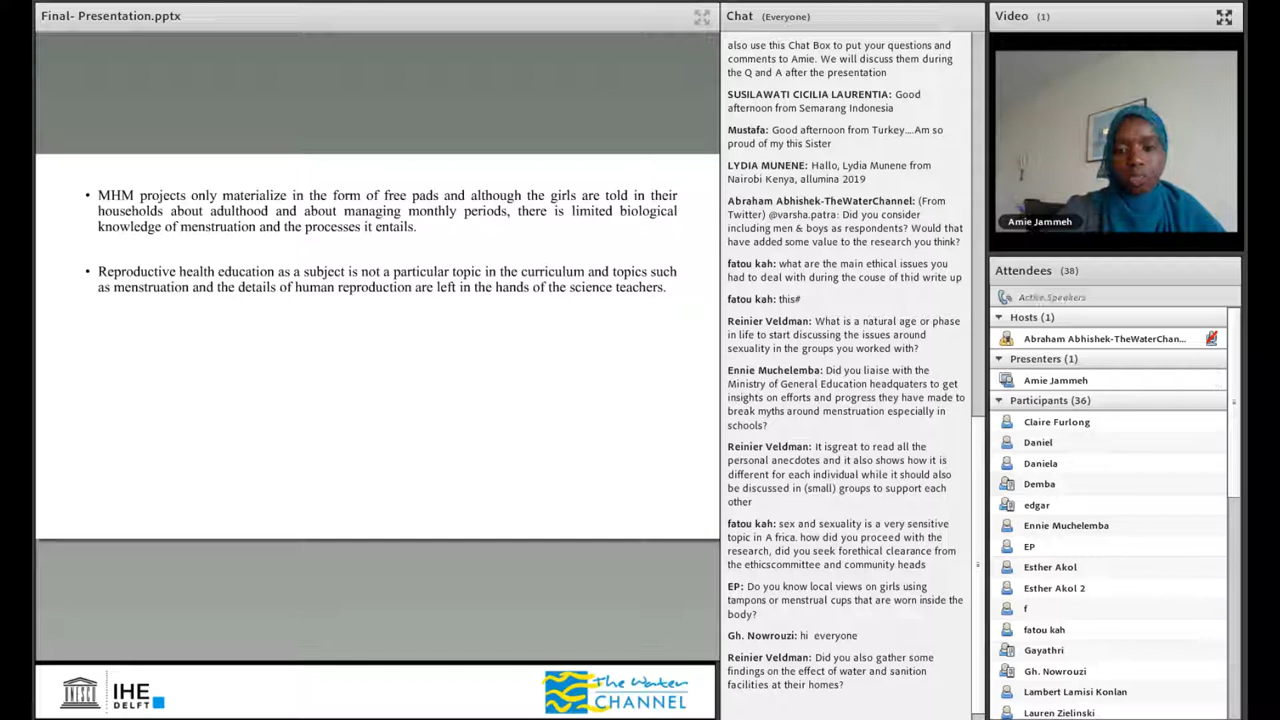 Final- Presentation.pptx
• MHM projects only materialize in the form of free pads and although the girls are told in their
households about adulthood and about managing monthly periods, there is limited biological
knowledge of menstruation and the processes it entails.
• Reproductive health education as a subject is not a particular topic in the curriculum and topics such
as menstruation and the details of human reproduction are left in the hands of the science teachers.
IHE
DELFT
The Water
CHANNEL
Chat (Everyone)
also use this Chat Box to put your questions and
comments to Amie. We will discuss them during
the Q and A after the presentation
SUSILAWATI CICILIA LAURENTIA: Good
afternoon from Semarang Indonesia
Mustafa: Good afternoon from Turkey....Am so
proud of my this Sister
LYDIA MUNENE: Hallo, Lydia Munene from
Nairobi Kenya, allumina 2019
Abraham Abhishek-TheWaterChannel: (From
Twitter) @varsha.patra: Did you consider
including men & boys as respondents? Would that
have added some value to the research you think?
fatou kah: what are the main ethical issues you
had to deal with during the couse of thid write up
fatou kah: this#
Reinier Veldman: What is a natural age or phase
in life to start discussing the issues around
sexuality in the groups you worked with?
Ennie Muchelemba: Did you liaise with the
Ministry of General Education headquaters to get
insights on efforts and progress they have made to
break myths around menstruation especially in
schools?
Reinier Veldman: It isgreat to read all the
personal anecdotes and it also shows how it is
different for each individual while it should also
be discussed in (small) groups to support each
other
fatou kah: sex and sexuality is a very sensitive
topic in A frica. how did you proceed with the
research, did you seek forethical clearance from
the ethicscommittee and community heads
EP: Do you know local views on girls using
tampons or menstrual cups that are worn inside the
body?
Gh. Nowrouzi: hi everyone
Reinier Veldman: Did you also gather some
findings on the effect of water and sanition
facilities at their homes?
Video (1)
Amie Jammeh
Attendees (38)
Active Speakers
Hosts (1)
Abraham Abhishek-TheWaterChan...
Presenters (1)
Amie Jammeh
Participants (36)
Claire Furlong
Daniel
Daniela
Demba
edgar
Ennie Muchelemba
EP
Esther Akol
Esther Akol 2
f
fatou kah
Gayathri
Gh. Nowrouzi
Lambert Lamisi Konlan
Lauren Zielinski